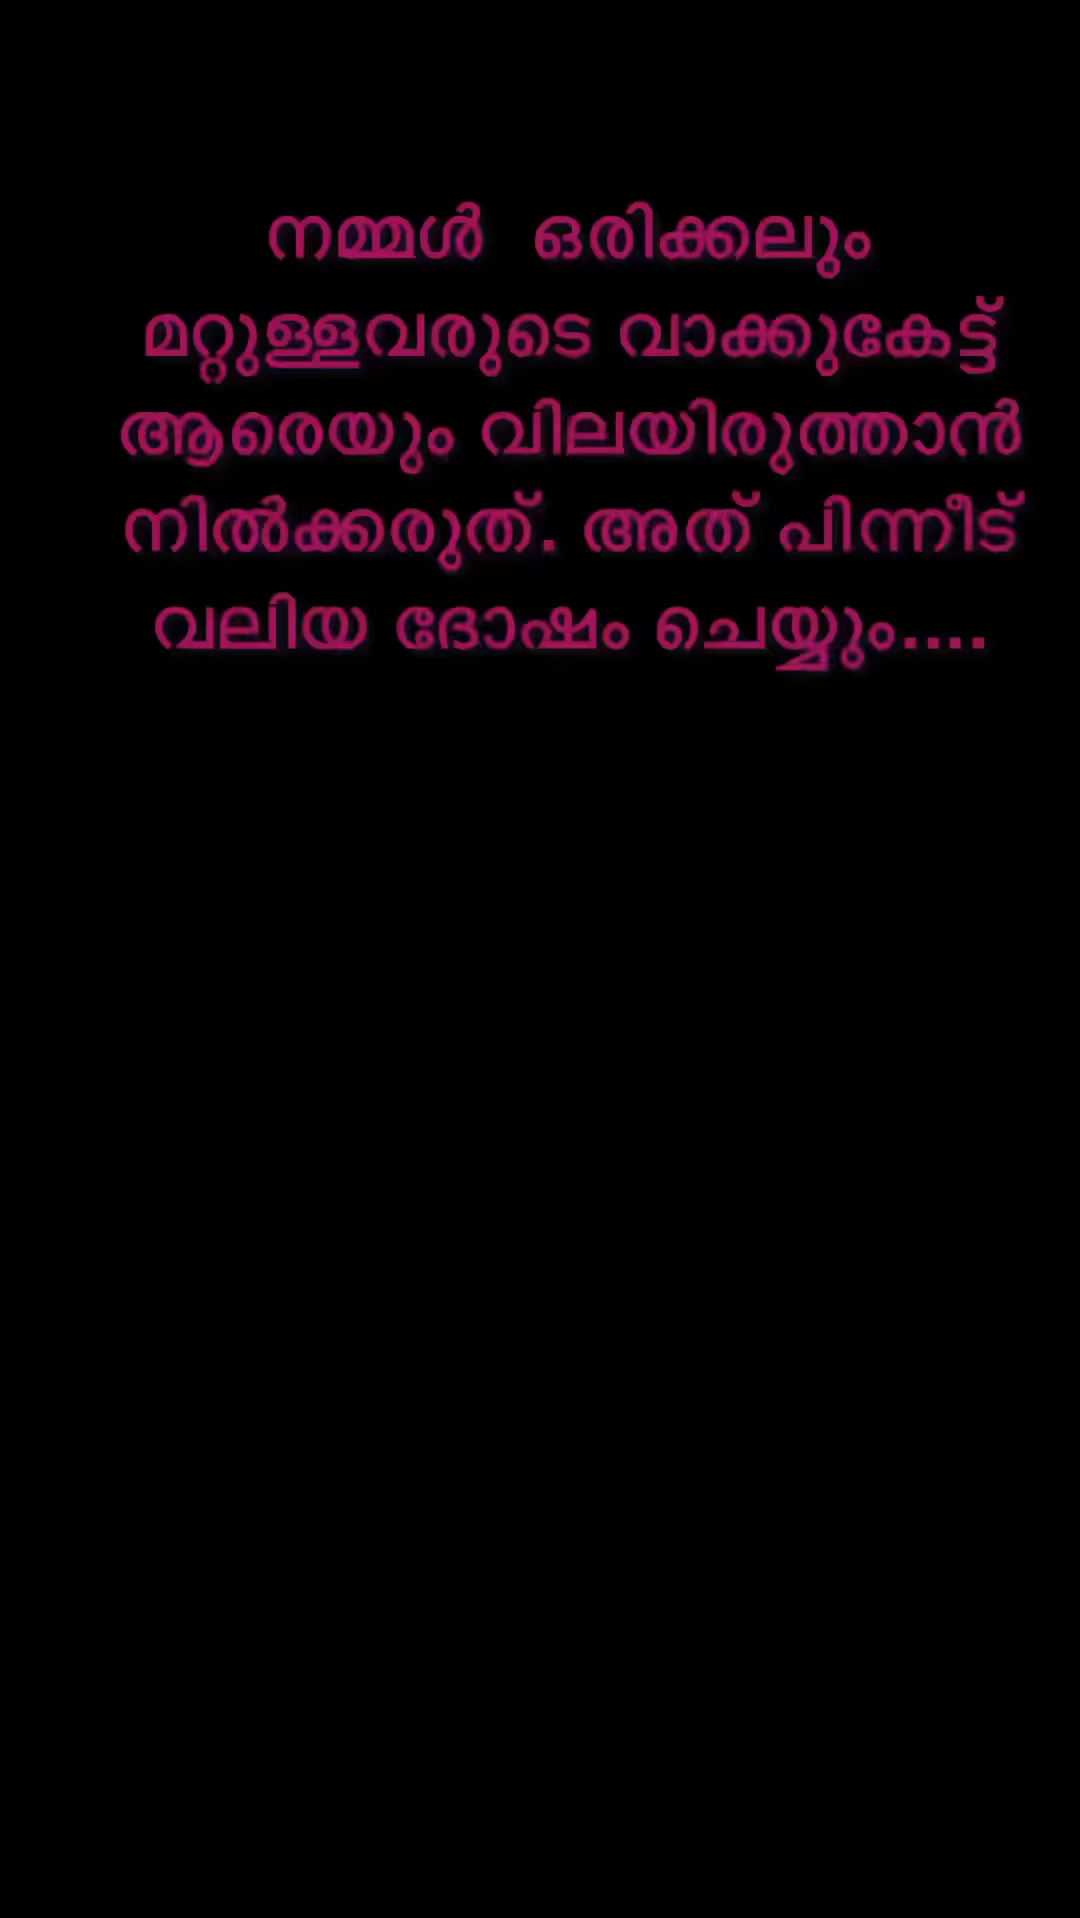 നമ്മൾ ഒരിക്കലും
മറ്റുള്ളവരുടെ വാക്കുകേട്ട്
ആരെയും വിലയിരുത്താൻ
നിൽക്കരുത്. അത് പിന്നീട്
വലിയ ദോഷം ചെയ്യും....